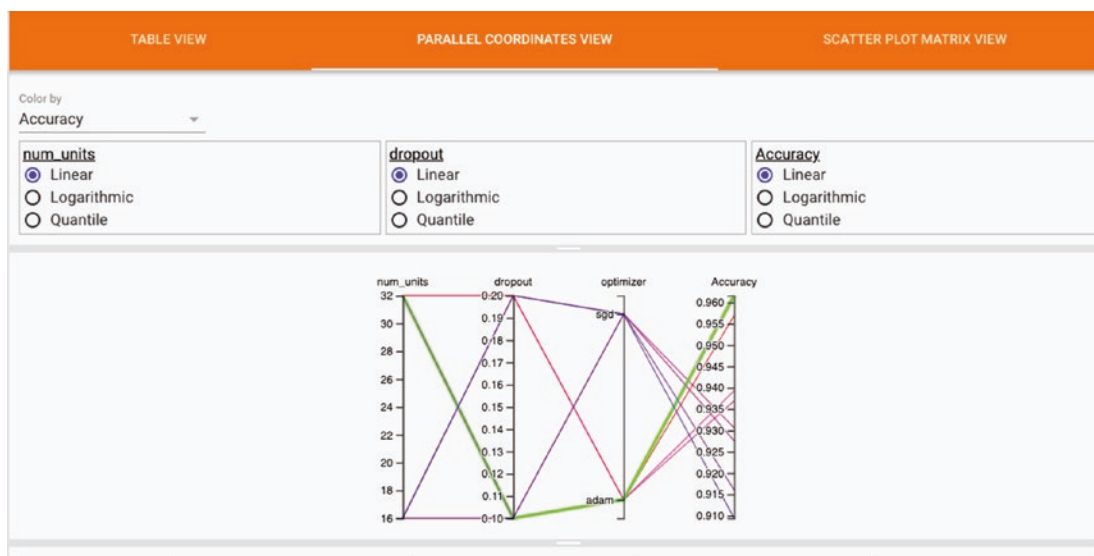 TABLE VIEW
PARALLEL COORDINATES VIEW
SCATTER PLOT MATRIX VIEW
Color by
Accuracy
num_units
Linear
Logarithmic
Quantile
dropout
Linear
Logarithmic
Quantile
Accuracy
Linear
Logarithmic
Quantile
num_units
32
30
28
26
24
22
20
18
16
dropout
0.20
0.19
0.18
0.17
0.16
0.15
0.14
0.13
0.12
0.11
0.10
optimizer
sgd
adam
Accuracy
0.960
0.955
0.950
0.945
0.940
0.935
0.930
0.925
0.920
0.915
0.910